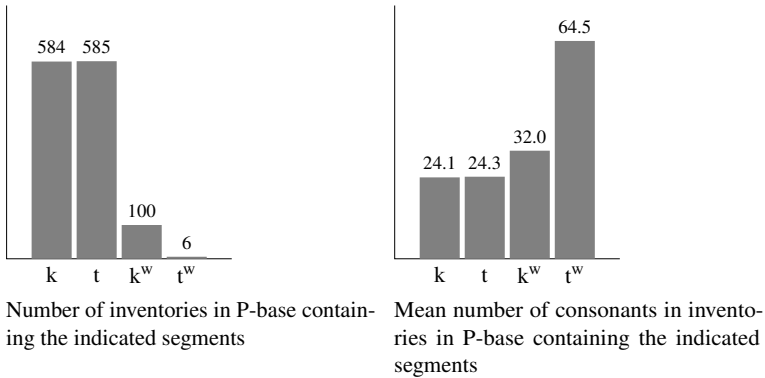 584 585
100
6
k t kʷ tʷ
Number of inventories in P-base contain-
ing the indicated segments
64.5
32.0
24.1 24.3
k t kʷ tʷ
Mean number of consonants in invento-
ries in P-base containing the indicated
segments